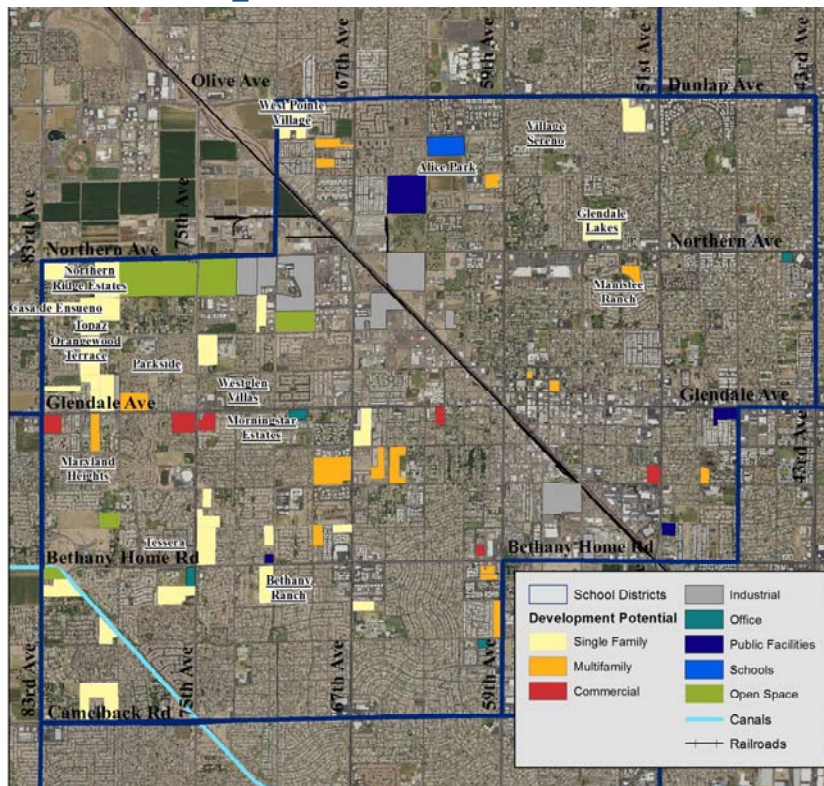 67th Ave
59th Ave
51st Ave
43rd Ave
Olive Ave
Dunlap Ave
West Pointe
Village
Village
Sereno
Alice Park
83rd Ave
75th Ave
Glendale
Lakes
Northern Ave
Northern Ave
Northern
Ridge Estates
Manistee
Ranch
Casa de Ensueno
Topaz
Orangewood
Terrace
Parkside
Westglen
Villas
Glendale Ave
Glendale Ave
Morningstar
Estates
Maryland
Heights
43rd Ave
Tessera
Bethany Home Rd
Bethany Home Rd
Bethany
Ranch
83rd Ave
75th Ave
67th Ave
59th Ave
Camelback Rd
School Districts
Development Potential
Single Family
Multifamily
Commercial
Industrial
Office
Public Facilities
Schools
Open Space
Canals
Railroads